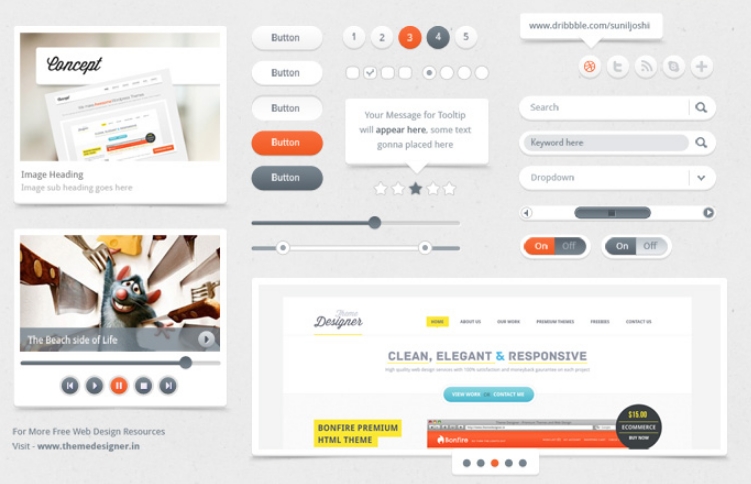 Concept
Image Heading
Image sub heading goes here
The Beach side of Life
For More Free Web Design Resources
Visit - www.themedesigner.in
Button
Button
Button
Button
Button
1 2 3 4 5
Your Message for Tooltip
will appear here, some text
gonna placed here
www.dribbble.com/suniljoshi
Search
Keyword here
Dropdown
On Off
On Off
Theme
Designer
HOME ABOUT US OUR WORK PREMIUM THEMES FREEBIES CONTACT US
CLEAN, ELEGANT & RESPONSIVE
High quality web design services with 100% satisfaction and moneyback guarantee on each project
VIEW WORK OR CONTACT ME
BONFIRE PREMIUM
HTML THEME
Bonfire
$15.00
ECOMMERCE
BUY NOW